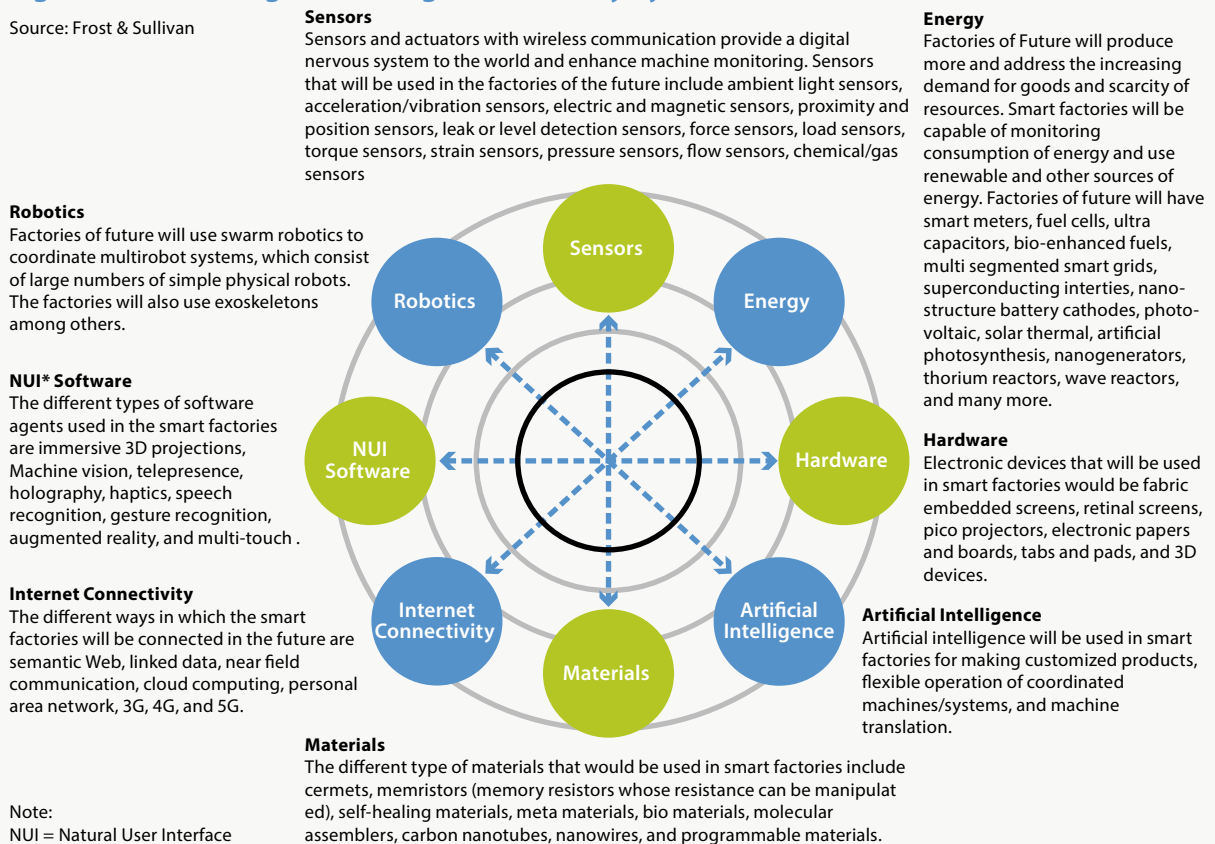 Source: Frost & Sullivan
Sensors
Sensors and actuators with wireless communication provide a digital
nervous system to the world and enhance machine monitoring. Sensors
that will be used in the factories of the future include ambient light sensors,
acceleration/vibration sensors, electric and magnetic sensors, proximity and
position sensors, leak or level detection sensors, force sensors, load sensors,
torque sensors, strain sensors, pressure sensors, flow sensors, chemical/gas
sensors
Energy
Factories of Future will produce
more and address the increasing
demand for goods and scarcity of
resources. Smart factories will be
capable of monitoring
consumption of energy and use
renewable and other sources of
energy. Factories of future will have
smart meters, fuel cells, ultra
capacitors, bio-enhanced fuels,
multi segmented smart grids,
superconducting interties, nano-
structure battery cathodes, photo-
voltaic, solar thermal, artificial
photosynthesis, nanogenerators,
thorium reactors, wave reactors,
and many more.
Robotics
Factories of future will use swarm robotics to
coordinate multirobot systems, which consist
of large numbers of simple physical robots.
The factories will also use exoskeletons
among others.
NUI* Software
The different types of software
agents used in the smart factories
are immersive 3D projections,
Machine vision, telepresence,
holography, haptics, speech
recognition, gesture recognition,
augmented reality, and multi-touch .
Internet Connectivity
The different ways in which the smart
factories will be connected in the future are
semantic Web, linked data, near field
communication, cloud computing, personal
area network, 3G, 4G, and 5G.
Sensors
Robotics
Energy
NUI
Software
Hardware
Internet
Connectivity
Artificial
Intelligence
Materials
Hardware
Electronic devices that will be used
in smart factories would be fabric
embedded screens, retinal screens,
pico projectors, electronic papers
and boards, tabs and pads, and 3D
devices.
Artificial Intelligence
Artificial intelligence will be used in smart
factories for making customized products,
flexible operation of coordinated
machines/systems, and machine
translation.
Materials
The different type of materials that would be used in smart factories include
cermets, memristors (memory resistors whose resistance can be manipulat
ed), self-healing materials, meta materials, bio materials, molecular
assemblers, carbon nanotubes, nanowires, and programmable materials.
Note:
NUI = Natural User Interface